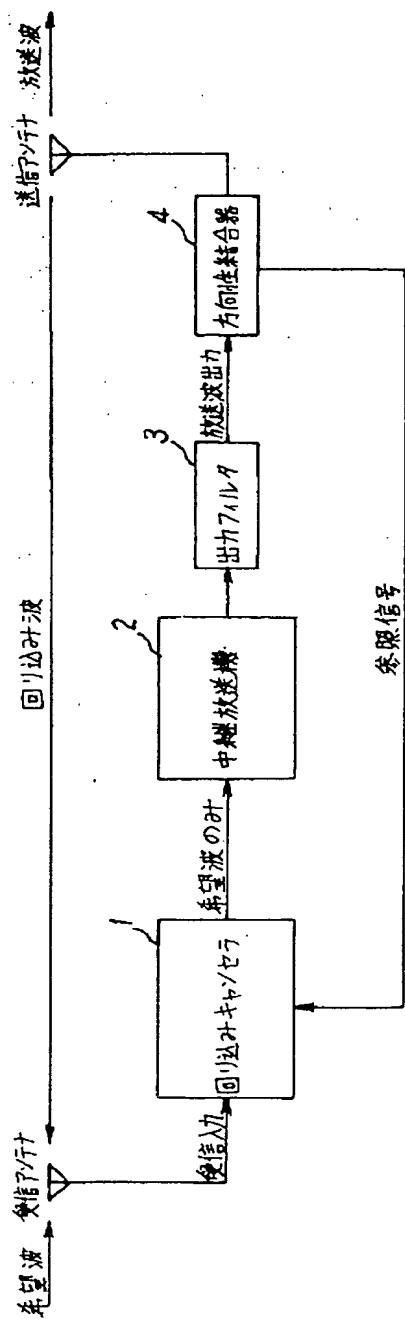 希望波
受信アンテナ
回り込み波
送信アンテナ
放送波
受信入力
1
回り込みキャンセラ
希望波のみ
2
中継放送機
3
出力フィルタ
放送波出力
4
方向性結合器
参照信号